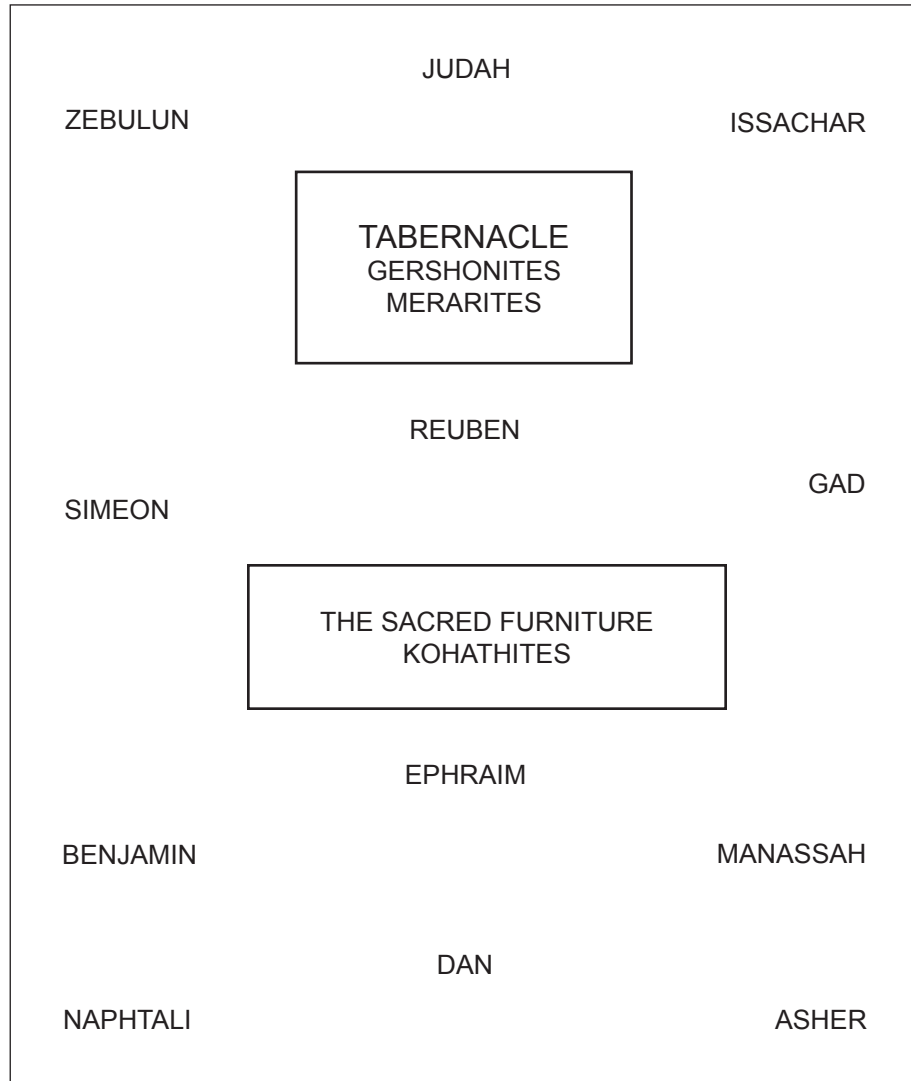 JUDAH
ZEBULUN
ISSACHAR
TABERNACLE
GERSHONITES
MERARITES
REUBEN
GAD
SIMEON
THE SACRED FURNITURE
KOHATHITES
EPHRAIM
BENJAMIN
MANASSAH
DAN
NAPHTALI
ASHER